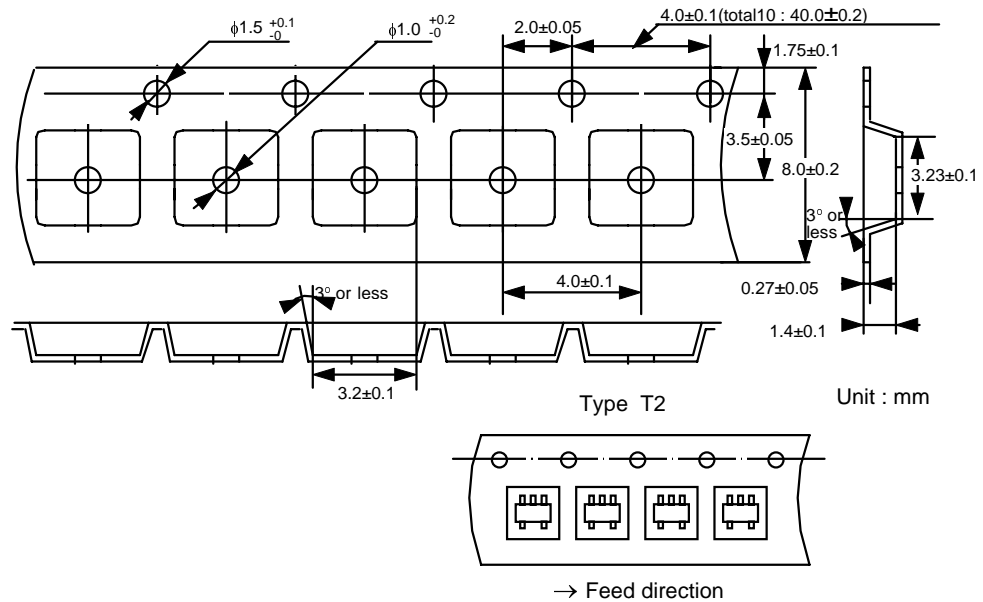 4.0±0.1(total10 : 40.0±0.2)
ϕ1.5 +0.1 -0
ϕ1.0 +0.2 -0
2.0±0.05
1.75±0.1
3.5±0.05
8.0±0.2
3.23±0.1
3° or
less
4.0±0.1
0.27±0.05
3° or less
1.4±0.1
3.2±0.1
Type T2
Unit : mm
→ Feed direction